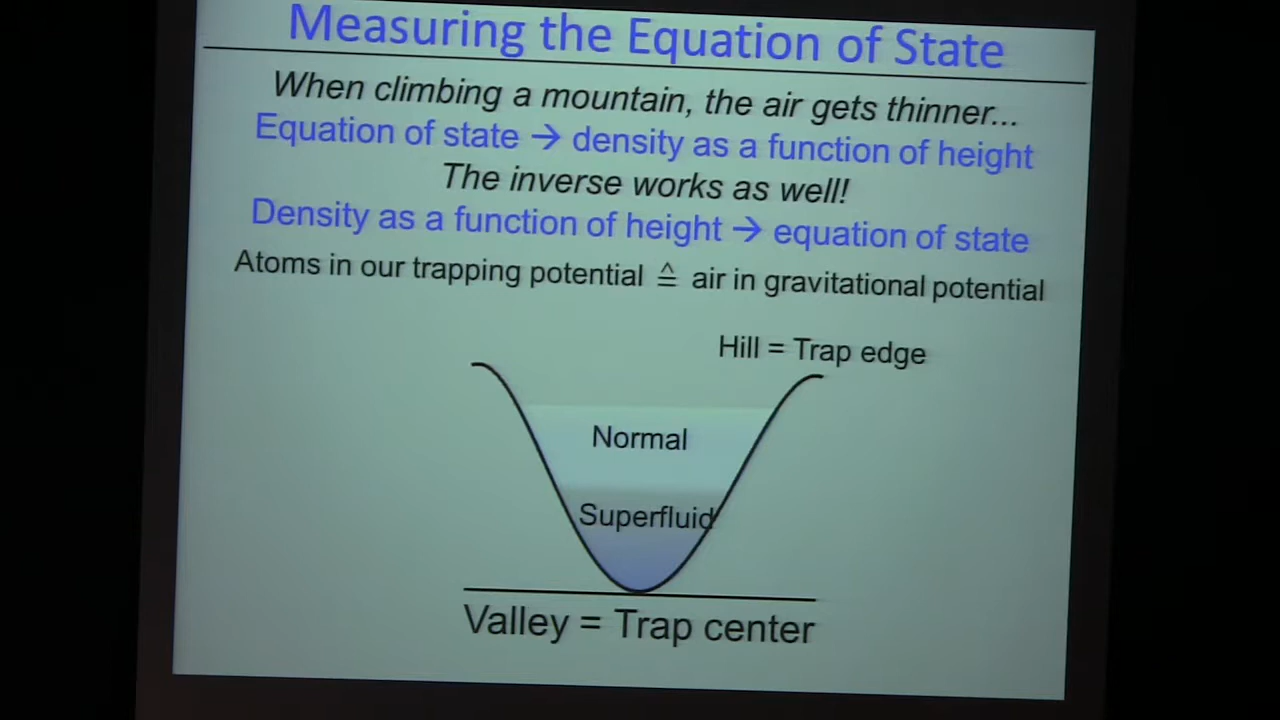 Measuring the Equation of State
When climbing a mountain, the air gets thinner...
Equation of state → density as a function of height
The inverse works as well!
Density as a function of height → equation of state
Atoms in our trapping potential ≙ air in gravitational potential
Hill = Trap edge
Normal
Superfluid
Valley = Trap center